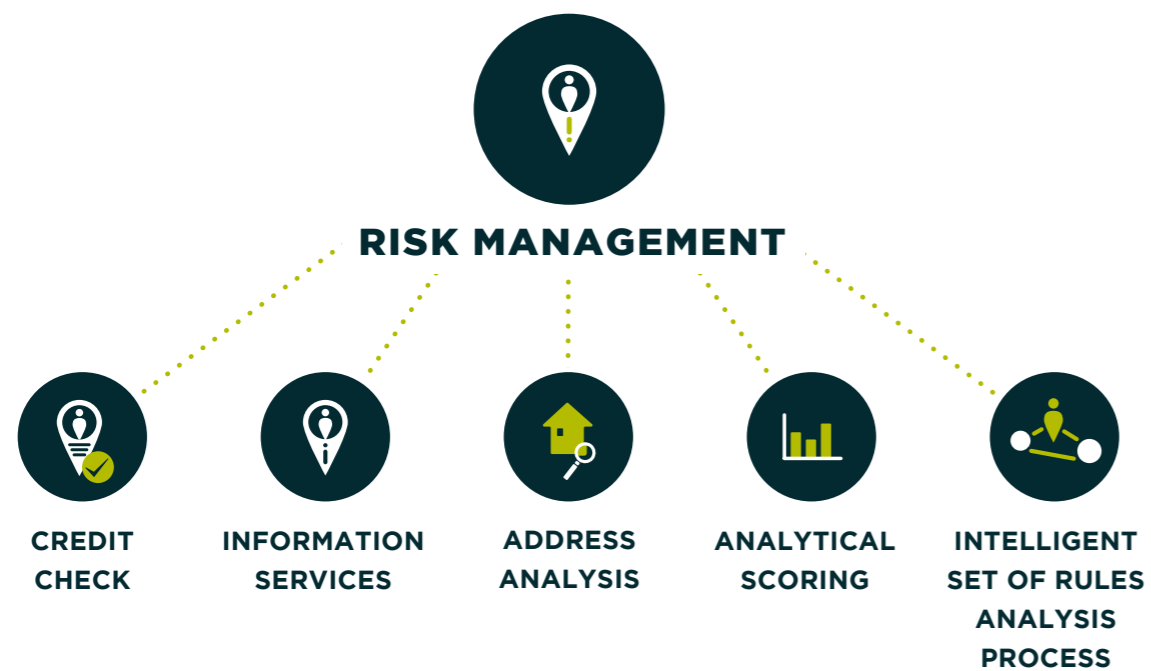 RISK MANAGEMENT
CREDIT
CHECK
INFORMATION
SERVICES
ADDRESS
ANALYSIS
ANALYTICAL
SCORING
INTELLIGENT
SET OF RULES
ANALYSIS
PROCESS